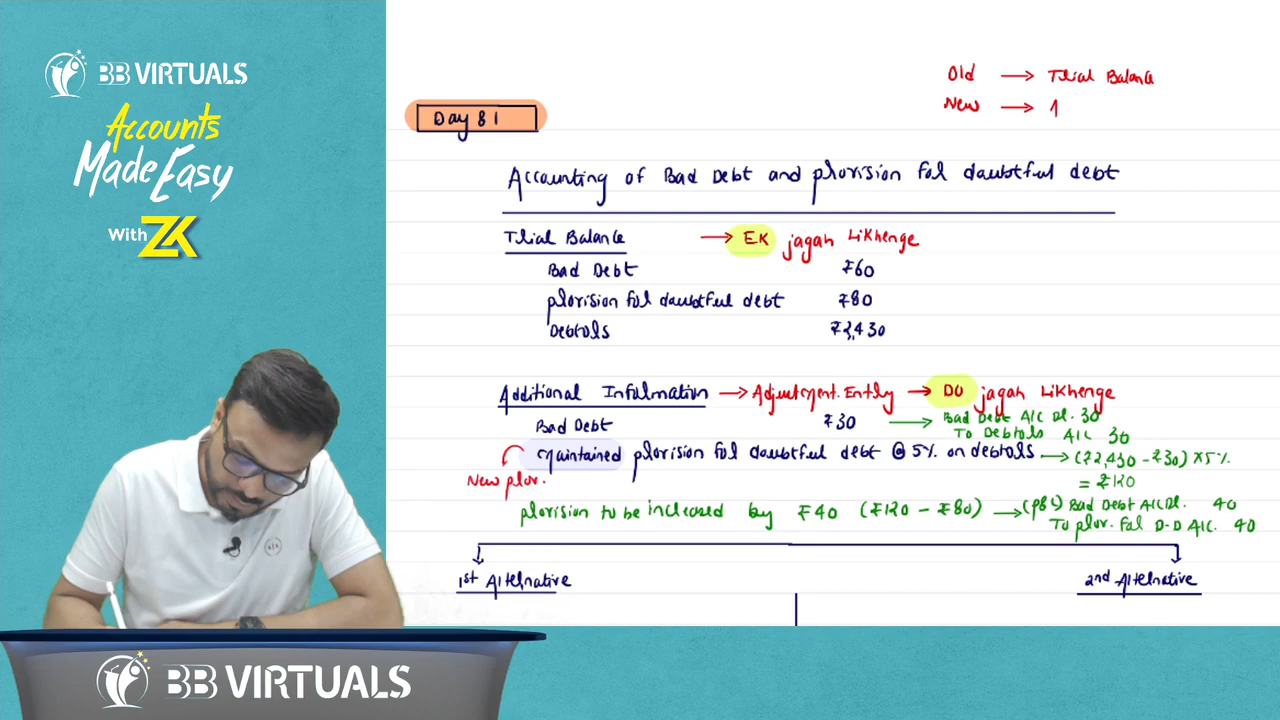 BB VIRTUALS
Accounts
Made Easy
With ZK
Old → Trial Balance
New → 1
Day 81
Accounting of Bad Debt and provision for doubtful debt
Trial Balance → EK jagah Likhenge
Bad Debt ₹60
provision for doubtful debt ₹80
Debtors ₹2,430
Additional Information → Adjustment Entry → DO jagah Likhenge
Bad Debt ₹30 → Bad Debt A/C Dr. 30
To Debtors A/C 30
maintained provision for doubtful debt @ 5% on debtors → (₹2,430 - ₹30) x 5%
New prov. = ₹120
provision to be increased by ₹40 (₹120 - ₹80) → (P&L) Bad Debt A/C Dr. 40
To prov. for D.D A/C. 40
1st Alternative 2nd Alternative
BB VIRTUALS